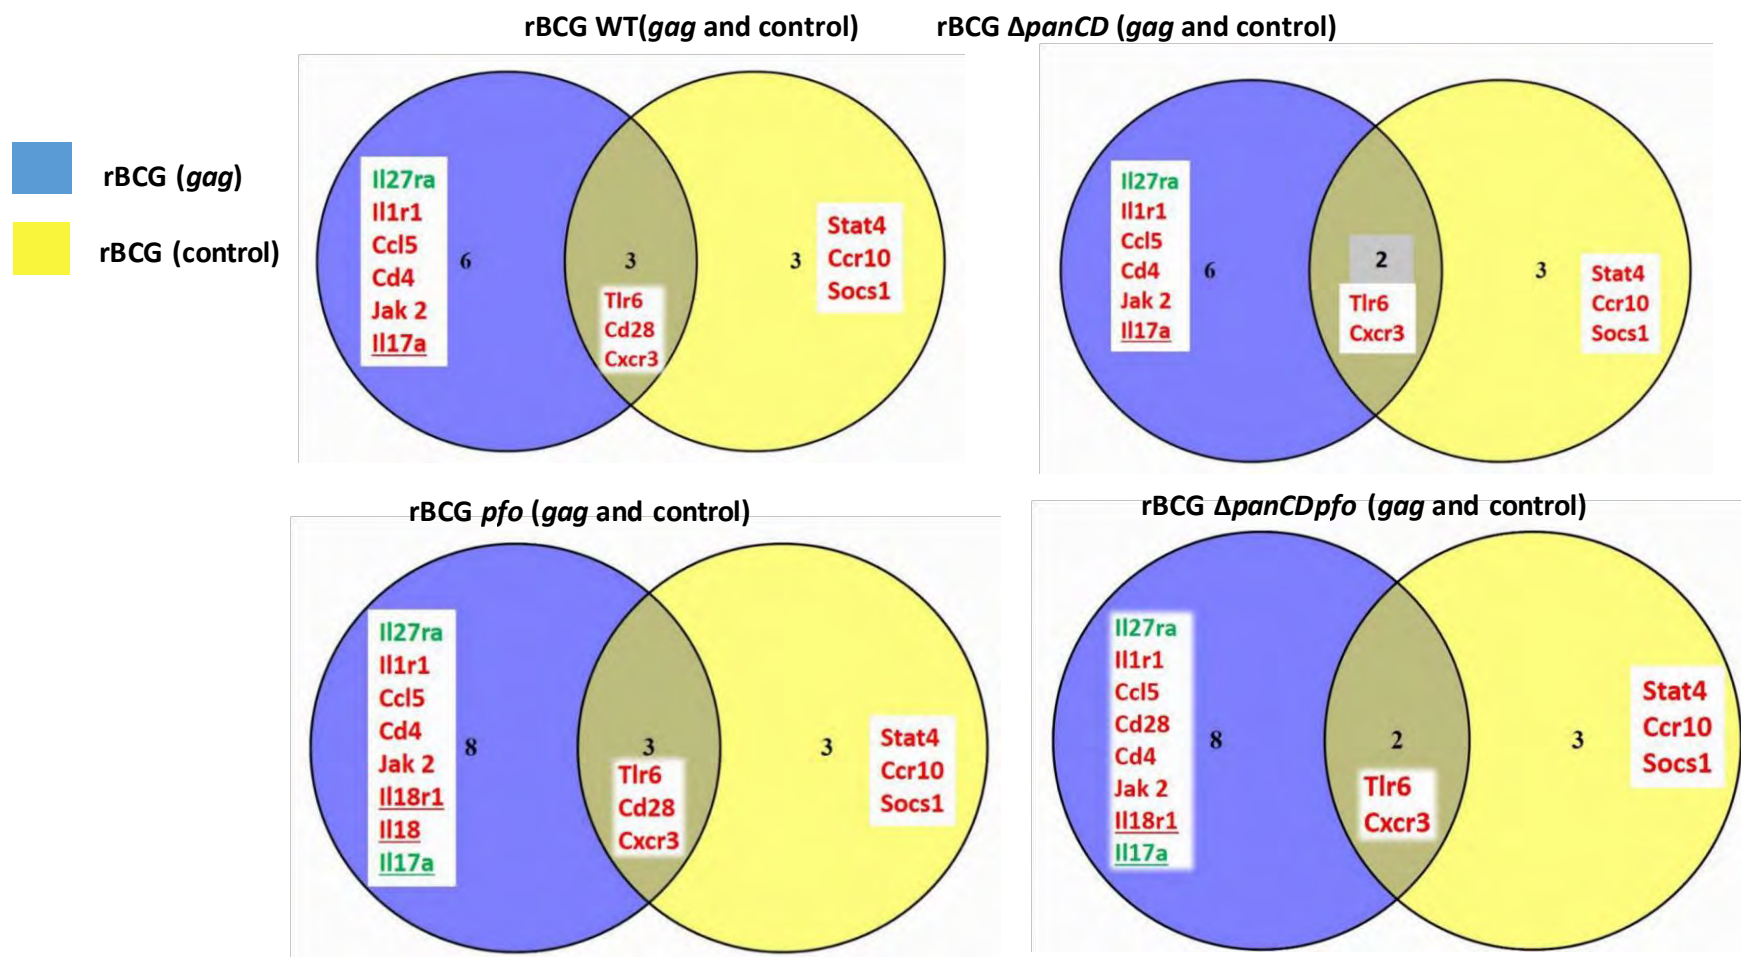 rBCG WT(gag and control)
rBCG ΔpanCD (gag and control)
rBCG (gag)
rBCG (control)
Il27ra
Il1r1
Ccl5
Cd4
Jak 2
Il17a
6
3
Tlr6
Cd28
Cxcr3
3
Stat4
Ccr10
Socs1
Il27ra
Il1r1
Ccl5
Cd4
Jak 2
Il17a
6
2
Tlr6
Cxcr3
3
Stat4
Ccr10
Socs1
rBCG pfo (gag and control)
Il27ra
Il1r1
Ccl5
Cd4
Jak 2
Il18r1
Il18
Il17a
8
3
Tlr6
Cd28
Cxcr3
3
Stat4
Ccr10
Socs1
rBCG ΔpanCDpfo (gag and control)
Il27ra
Il1r1
Ccl5
Cd28
Cd4
Jak 2
Il18r1
Il17a
8
2
Tlr6
Cxcr3
3
Stat4
Ccr10
Socs1